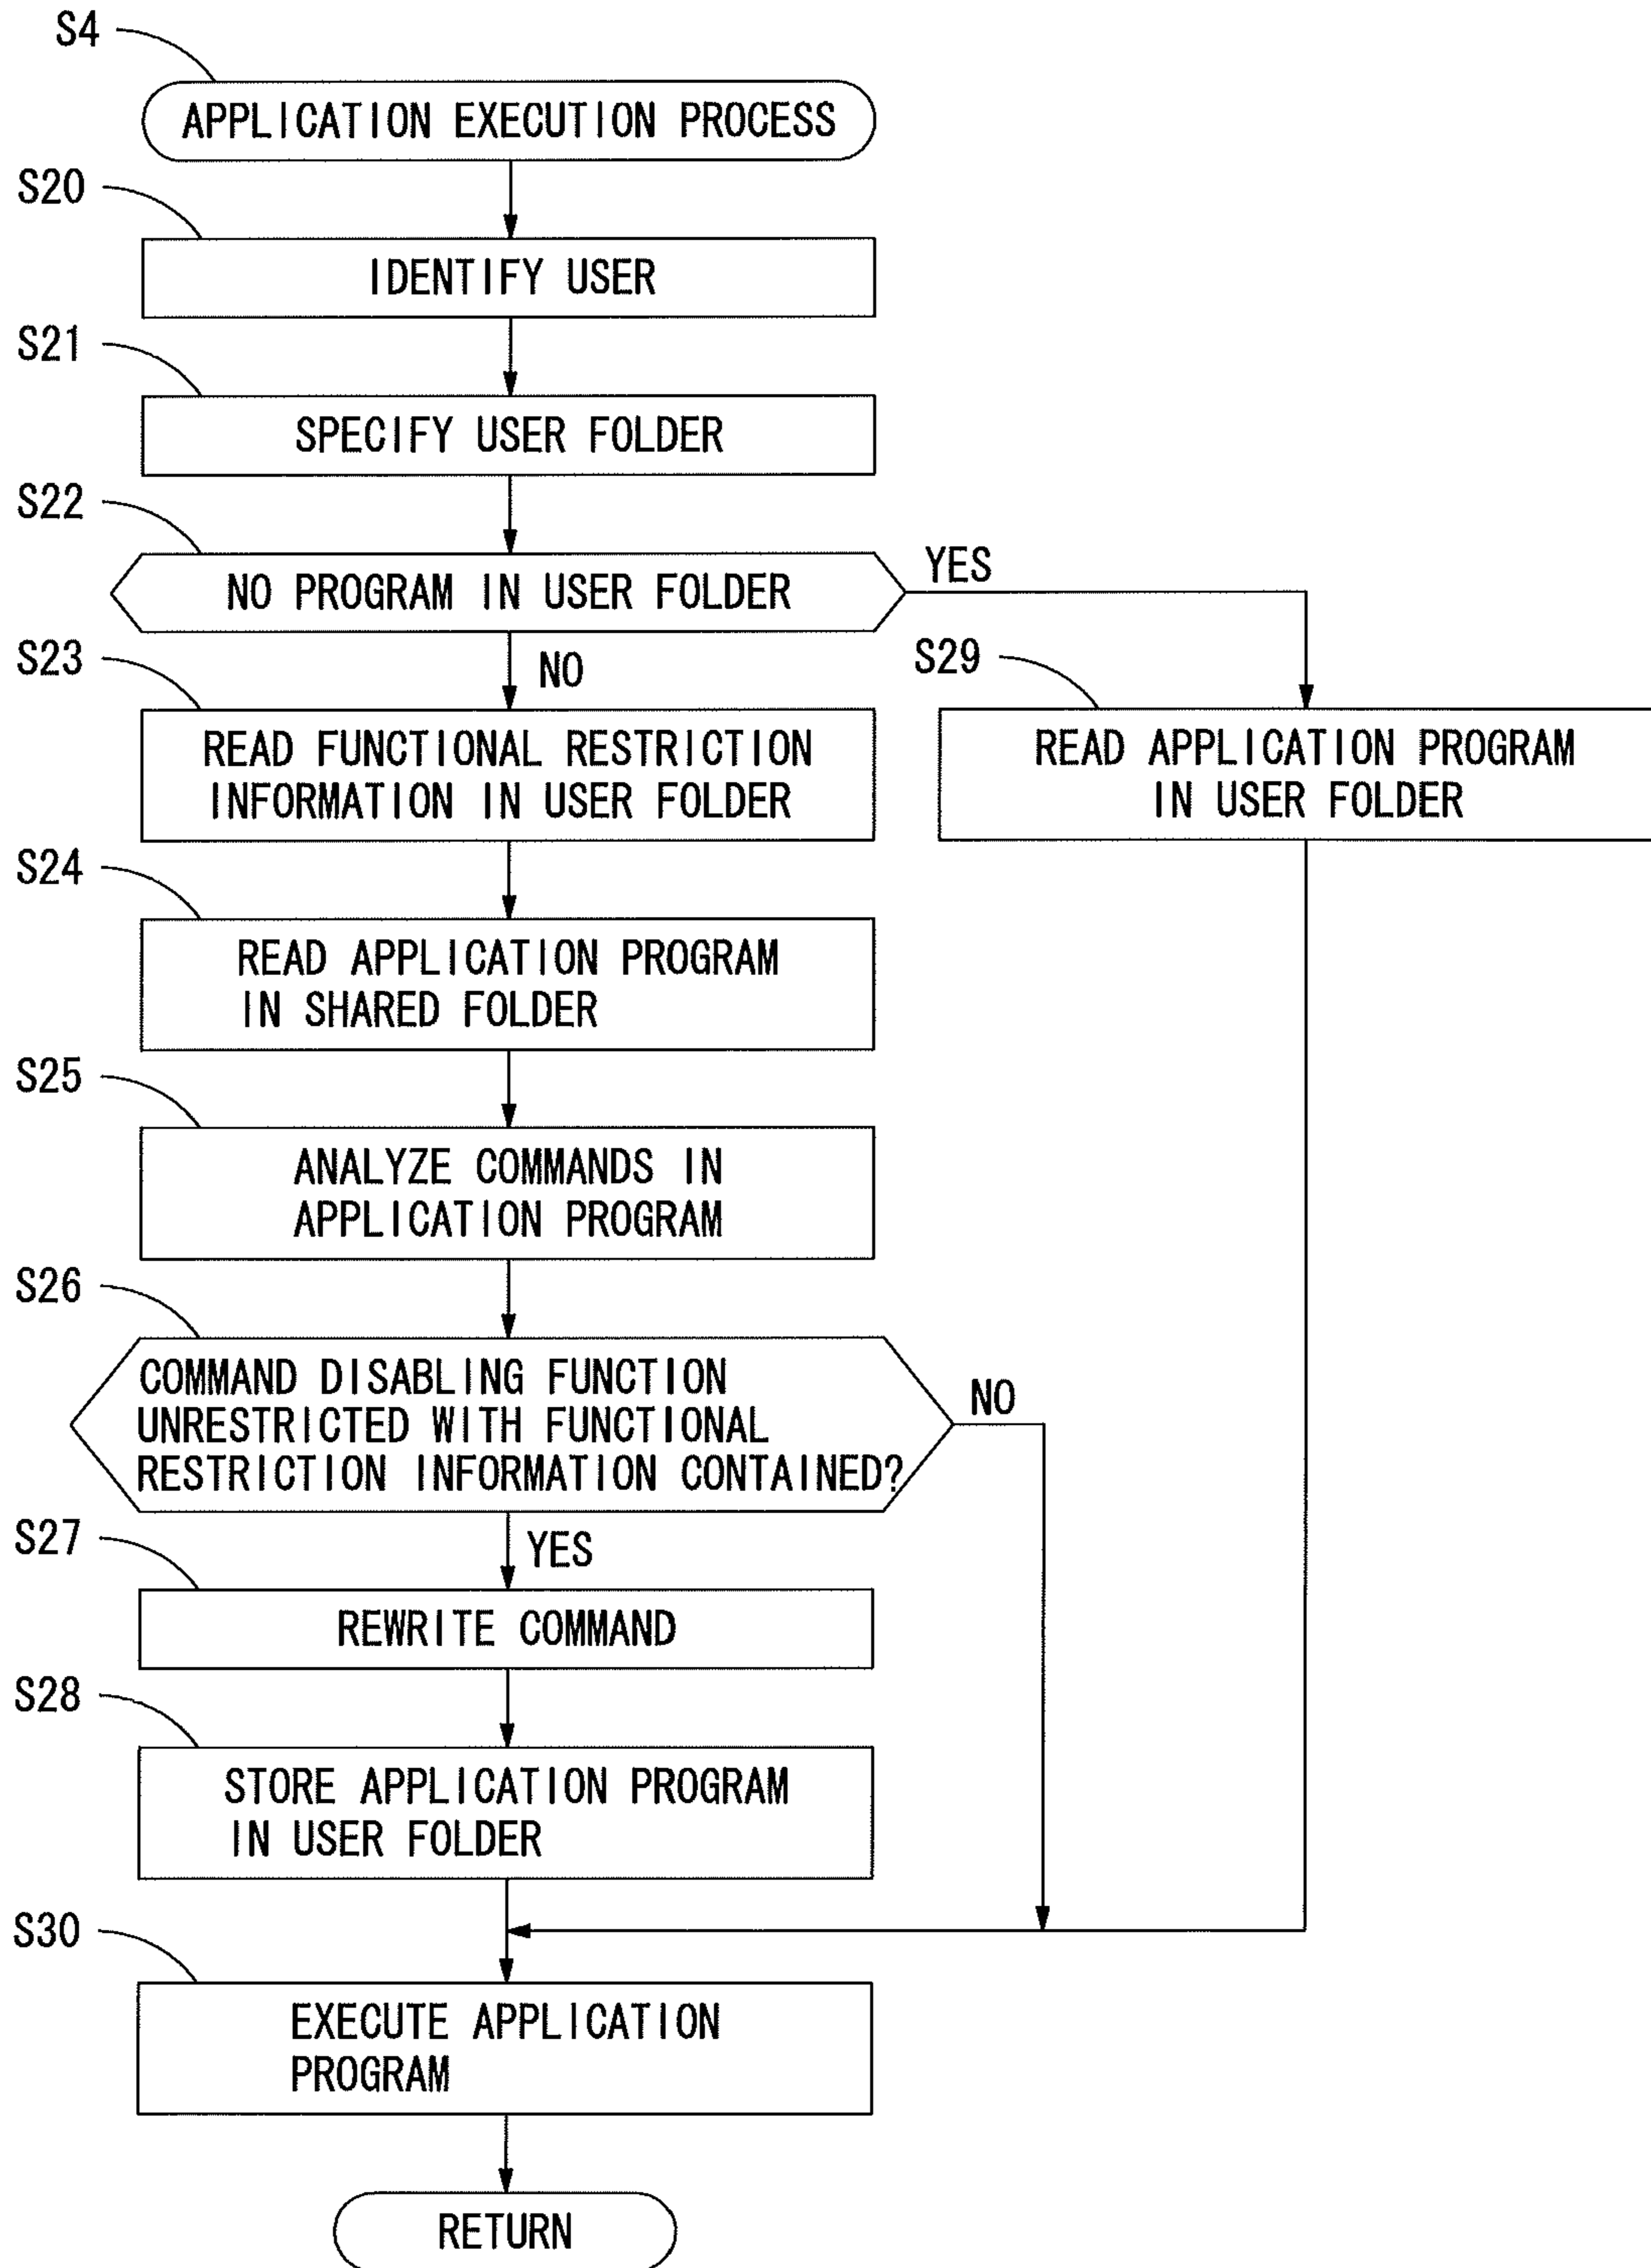 S4
APPLICATION EXECUTION PROCESS
S20
IDENTIFY USER
S21
SPECIFY USER FOLDER
S22
NO PROGRAM IN USER FOLDER
YES
S23
NO
S29
READ FUNCTIONAL RESTRICTION
INFORMATION IN USER FOLDER
READ APPLICATION PROGRAM
IN USER FOLDER
S24
READ APPLICATION PROGRAM
IN SHARED FOLDER
S25
ANALYZE COMMANDS IN
APPLICATION PROGRAM
S26
COMMAND DISABLING FUNCTION
UNRESTRICTED WITH FUNCTIONAL
RESTRICTION INFORMATION CONTAINED?
NO
S27
YES
REWRITE COMMAND
S28
STORE APPLICATION PROGRAM
IN USER FOLDER
S30
EXECUTE APPLICATION
PROGRAM
RETURN